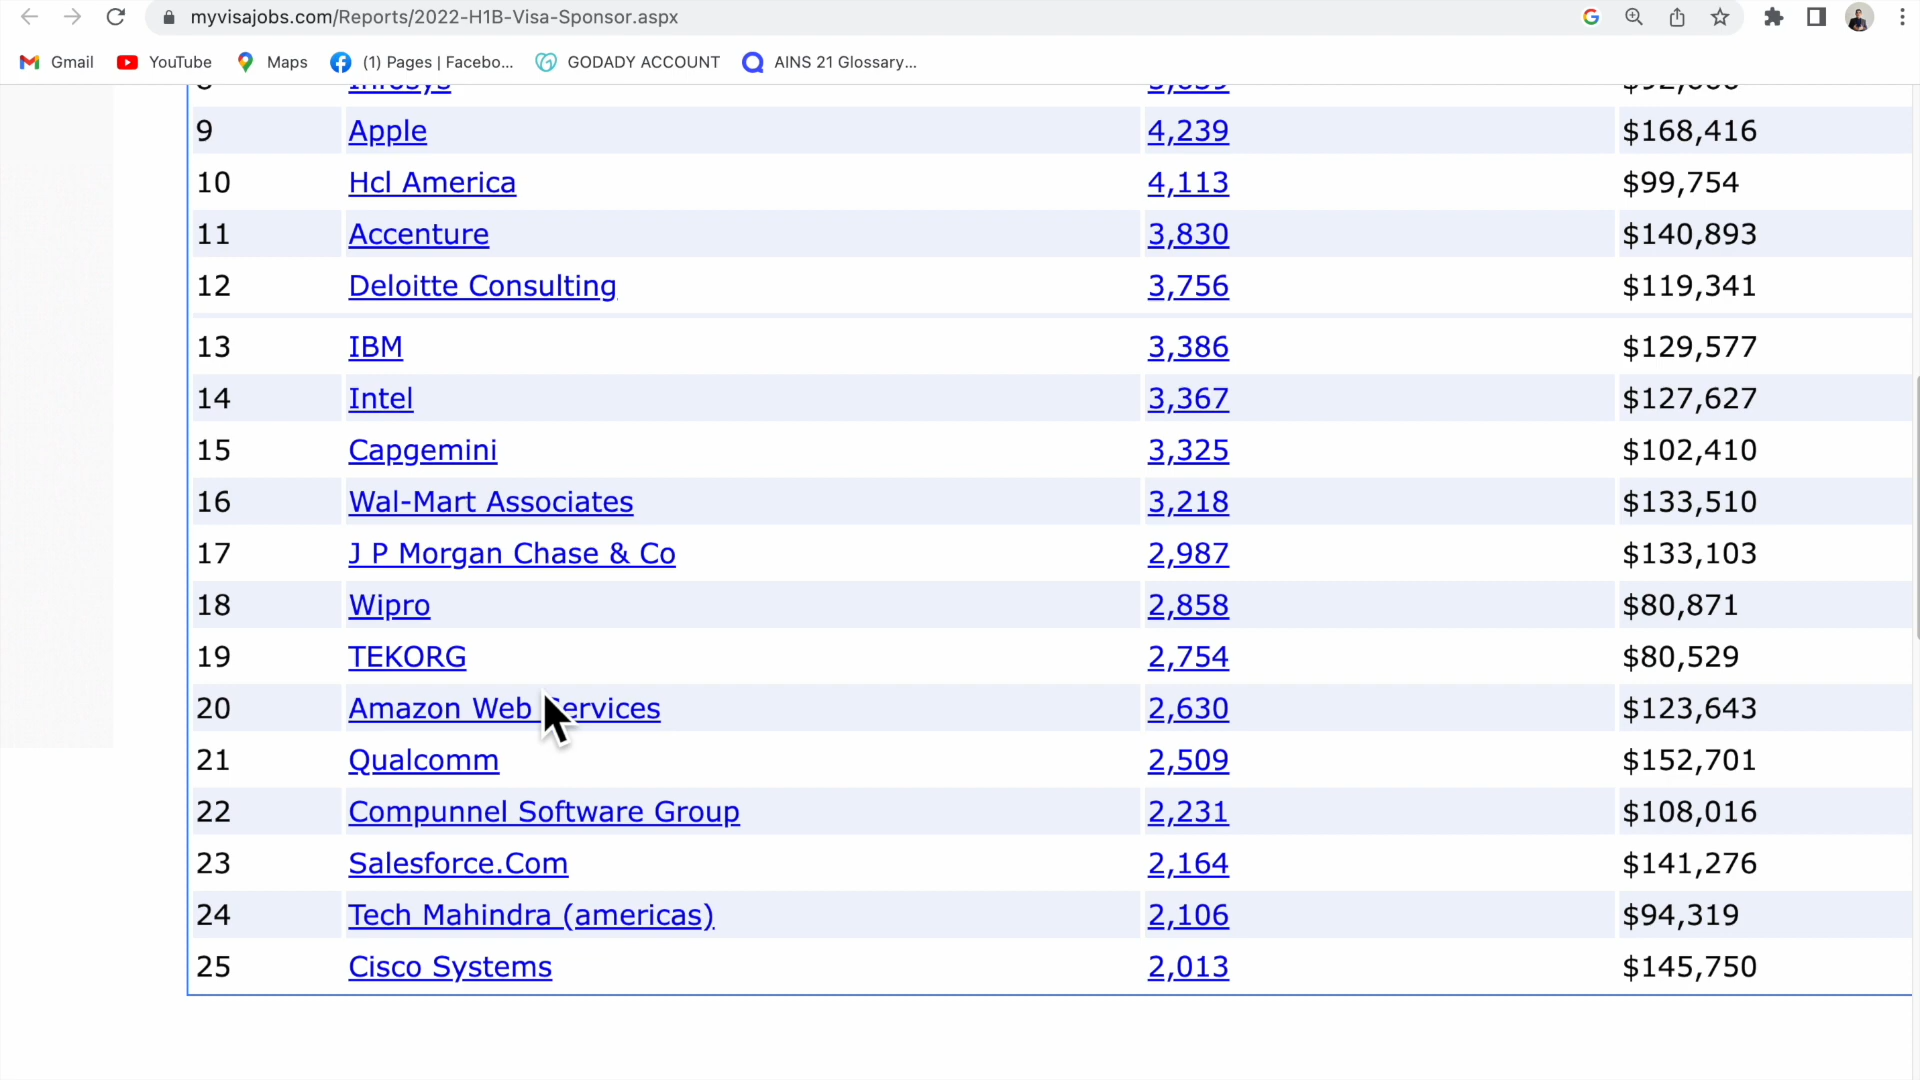 myvisajobs.com/Reports/2022-H1B-Visa-Sponsor.aspx
Gmail YouTube Maps (1) Pages | Facebo... GODADY ACCOUNT AINS 21 Glossary...
Infosys
9 Apple 4,239 $168,416
10 Hcl America 4,113 $99,754
11 Accenture 3,830 $140,893
12 Deloitte Consulting 3,756 $119,341
13 IBM 3,386 $129,577
14 Intel 3,367 $127,627
15 Capgemini 3,325 $102,410
16 Wal-Mart Associates 3,218 $133,510
17 J P Morgan Chase & Co 2,987 $133,103
18 Wipro 2,858 $80,871
19 TEKORG 2,754 $80,529
20 Amazon Web Services 2,630 $123,643
21 Qualcomm 2,509 $152,701
22 Compunnel Software Group 2,231 $108,016
23 Salesforce.Com 2,164 $141,276
24 Tech Mahindra (americas) 2,106 $94,319
25 Cisco Systems 2,013 $145,750